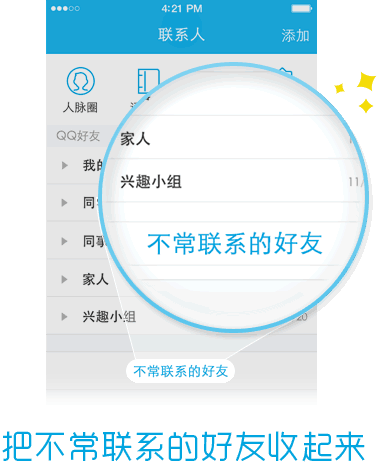 4:21 PM
联系人
添加
人脉圈
QQ好友
家人
兴趣小组
11/
不常联系的好友
我的
同
同事
家人
兴趣小组
20
不常联系的好友
把不常联系的好友收起来